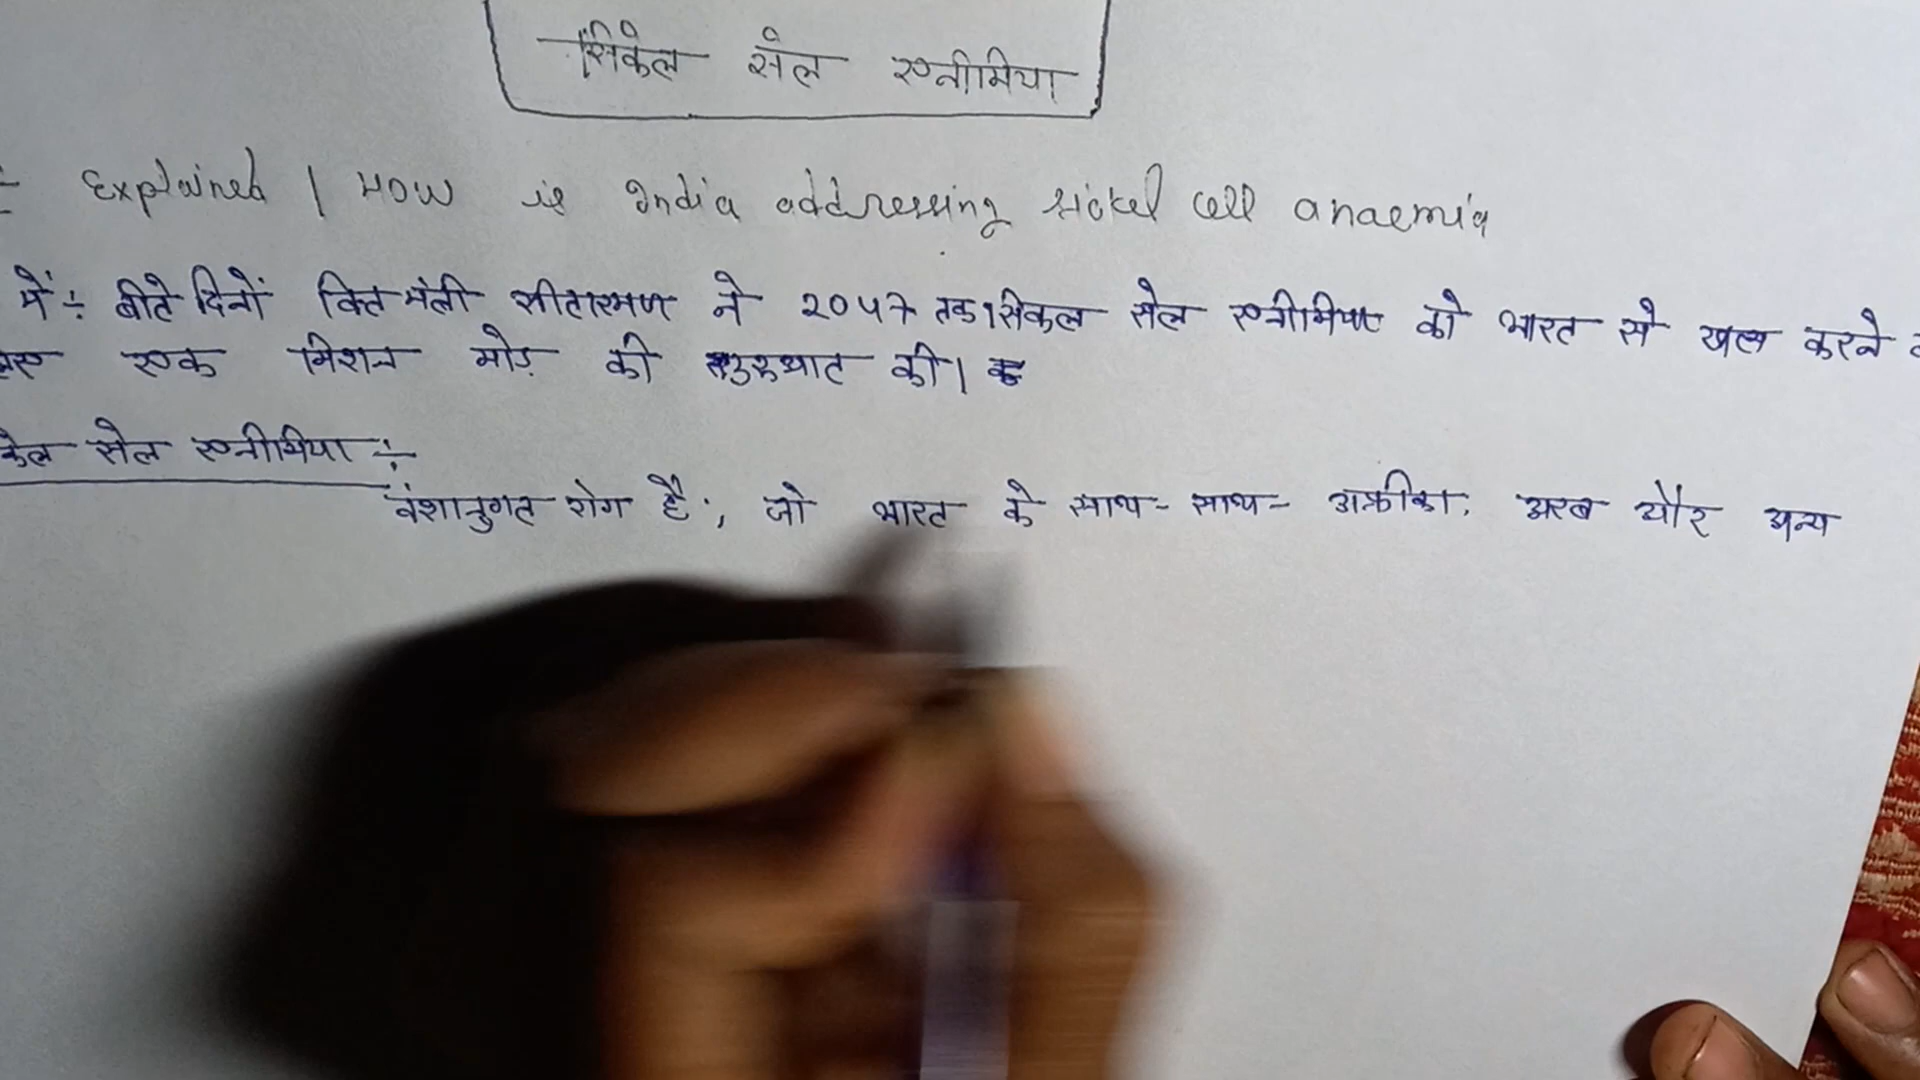 सिकेल सेल एनीमिया
Explained | HOW is India addressing sickel cell anaemia
में ÷ बीते दिनों वित मंत्री सीतारमण ने 2047 तक सिकल सेल एनीमिया को भारत से खत्म करने
एक मिशन मोड़ की शुरुआत की।
सेल एनीमिया ÷
वंशानुगत रोग है, जो भारत के साथ-साथ- अफ्रीका, अरब और अन्य